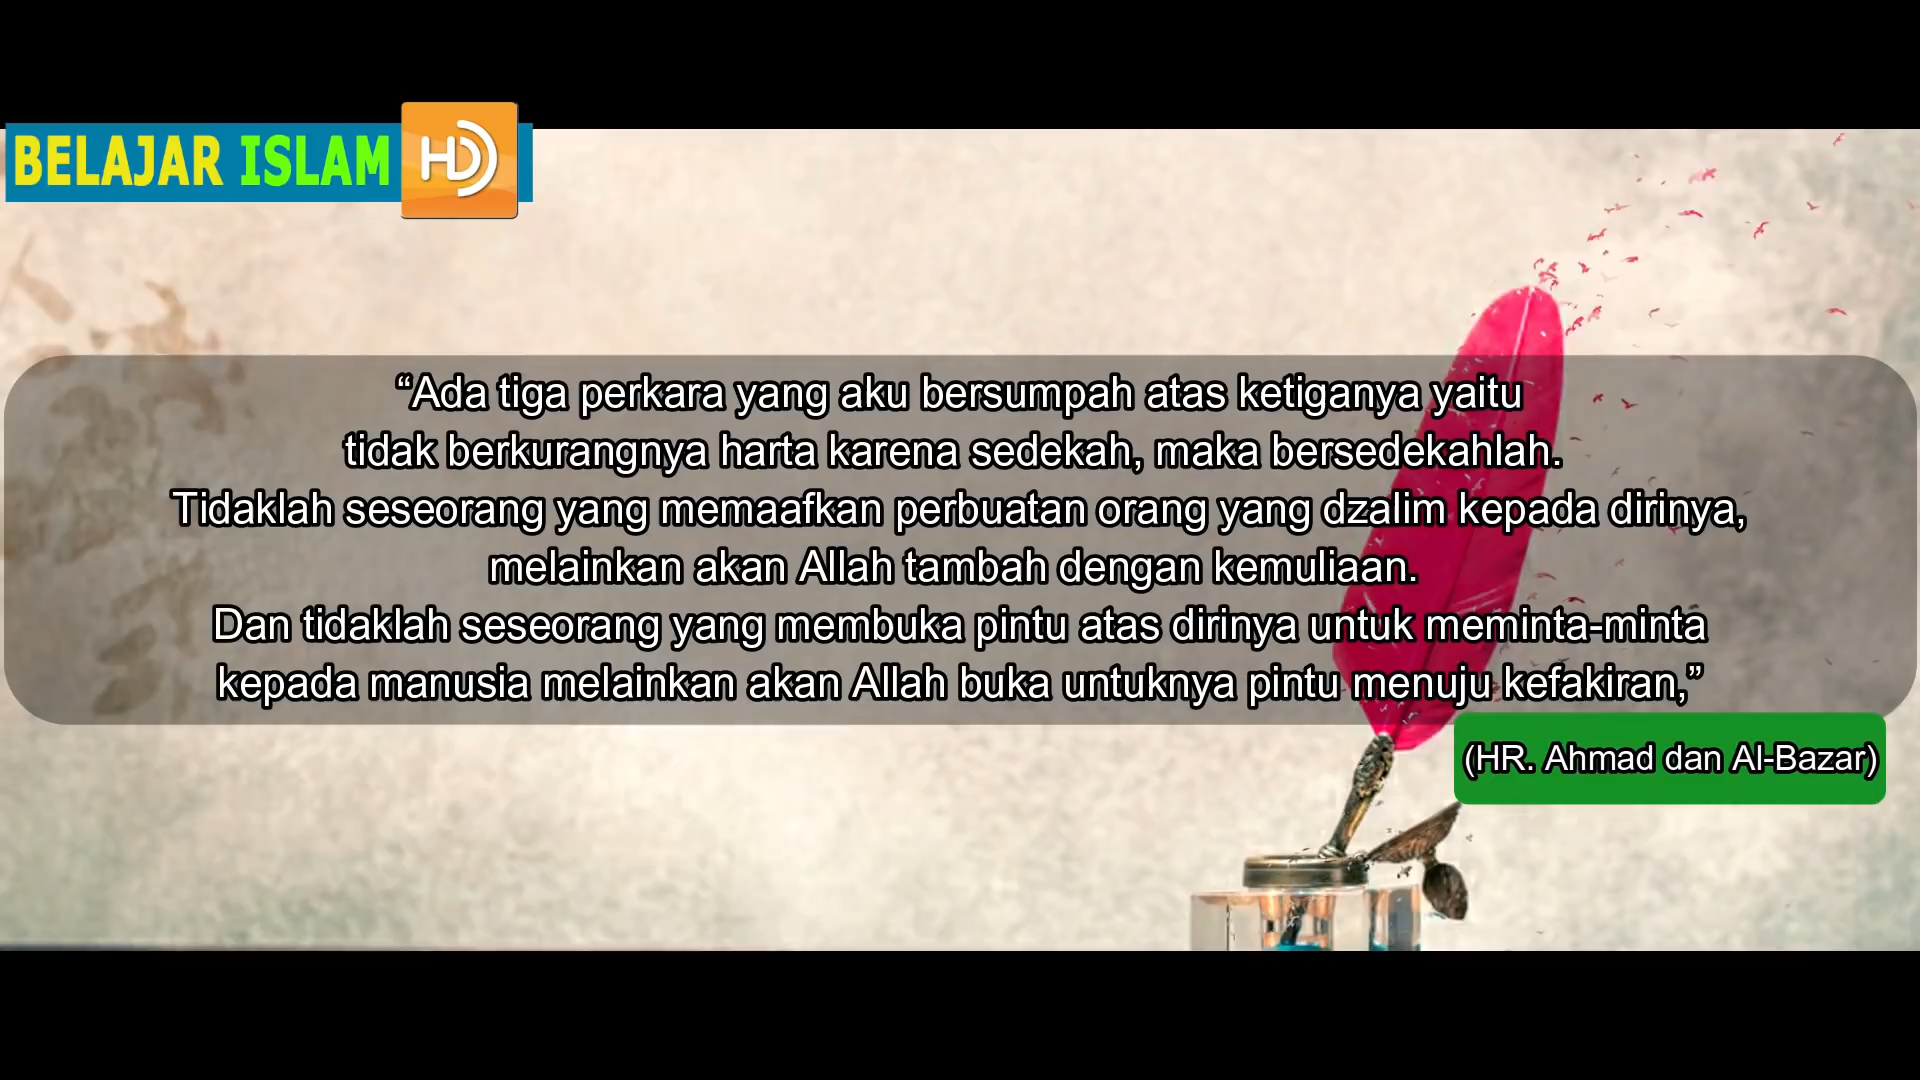 BELAJAR ISLAM HD
“Ada tiga perkara yang aku bersumpah atas ketiganya yaitu
tidak berkurangnya harta karena sedekah, maka bersedekahlah.
Tidaklah seseorang yang memaafkan perbuatan orang yang dzalim kepada dirinya,
melainkan akan Allah tambah dengan kemuliaan.
Dan tidaklah seseorang yang membuka pintu atas dirinya untuk meminta-minta
kepada manusia melainkan akan Allah buka untuknya pintu menuju kefakiran,”
(HR. Ahmad dan Al-Bazar)